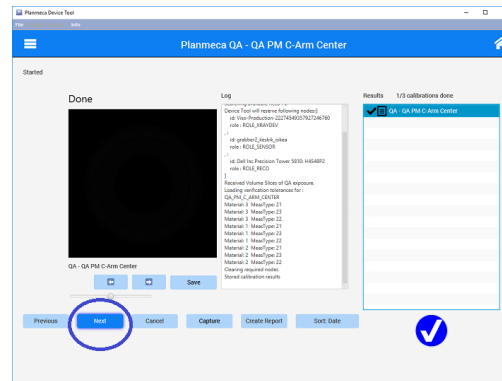 Planmeca Device Tool
File
Info
Planmeca QA - QA PM C-Arm Center
Started
Done
Log
Device Tool will reserve following nodes:[
id: Viso-Production-22274549357927246760
role : ROLE_XRAYDEV
, :
id: grabber2_keskik_oikea
role : ROLE_SENSOR
, :
id: Dell Inc.Precision Tower 5810: H4S48P2
role : ROLE_RECO
]
Received Volume Slices of QA exposure.
Loading verification tolerances for :
QA_PM_C_ARM_CENTER
Material: 3 MeasType: 21
Material: 3 MeasType: 23
Material: 3 MeasType: 22
Material: 1 MeasType: 21
Material: 1 MeasType: 23
Material: 1 MeasType: 22
Material: 2 MeasType: 21
Material: 2 MeasType: 23
Material: 2 MeasType: 22
Clearing required nodes.
Stored calibration results
Results 1/3 calibrations done
QA - QA PM C-Arm Center
QA - QA PM C-Arm Center
Save
Previous
Next
Cancel
Capture
Create Report
Sort: Date